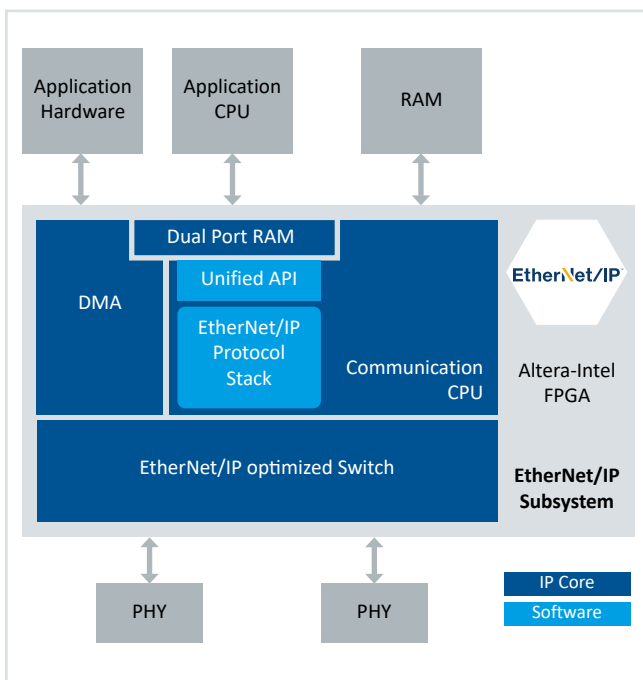 Application
Hardware
Application
CPU
RAM
Dual Port RAM
DMA
Unified API
EtherNet/IP
Protocol
Stack
Communication
CPU
EtherNet/IP
Altera-Intel
FPGA
EtherNet/IP optimized Switch
EtherNet/IP
Subsystem
PHY
PHY
IP Core
Software